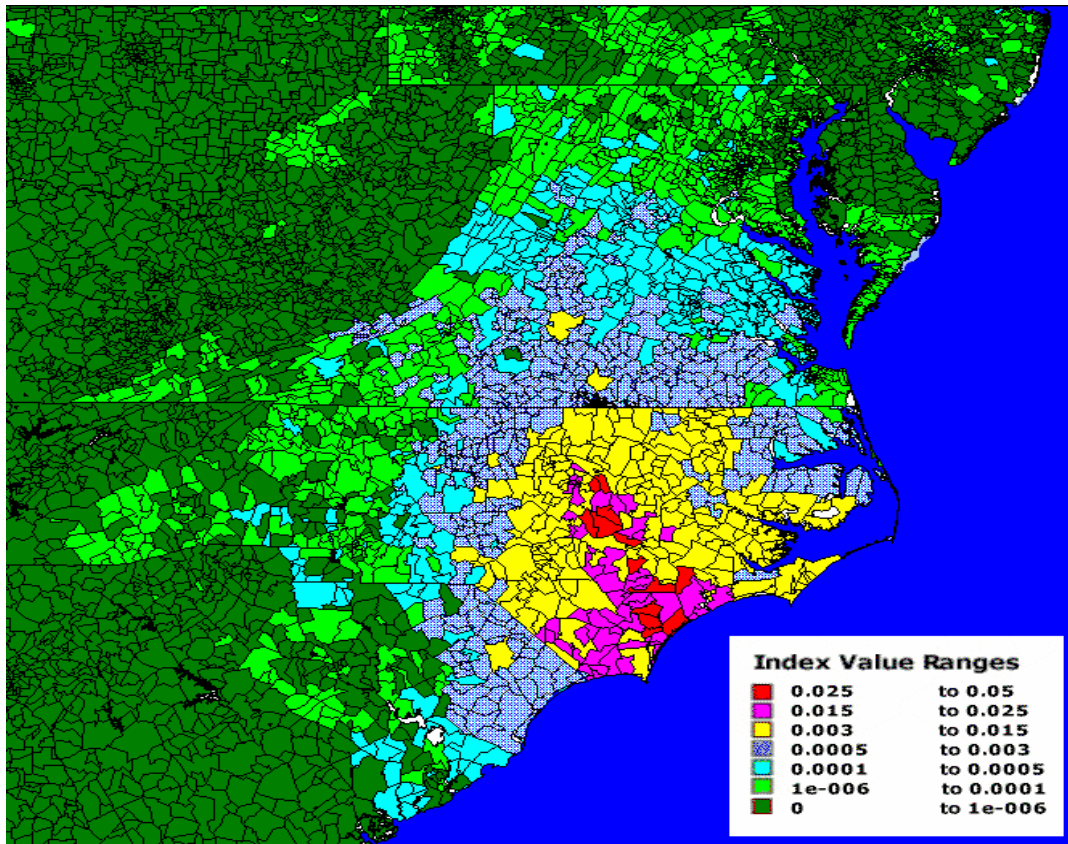 Index Value Ranges
0.025 to 0.05
0.015 to 0.025
0.003 to 0.015
0.0005 to 0.003
0.0001 to 0.0005
1e-006 to 0.0001
0 to 1e-006